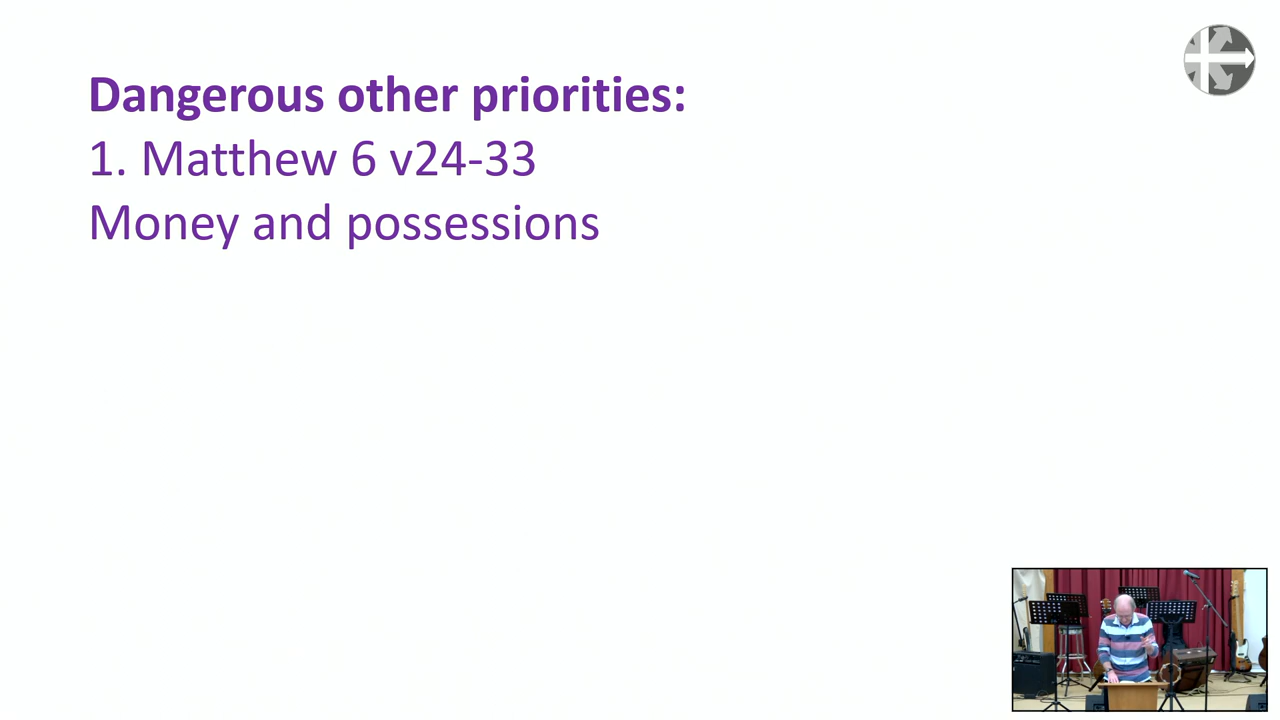 Dangerous other priorities:
1. Matthew 6 v24-33
Money and possessions